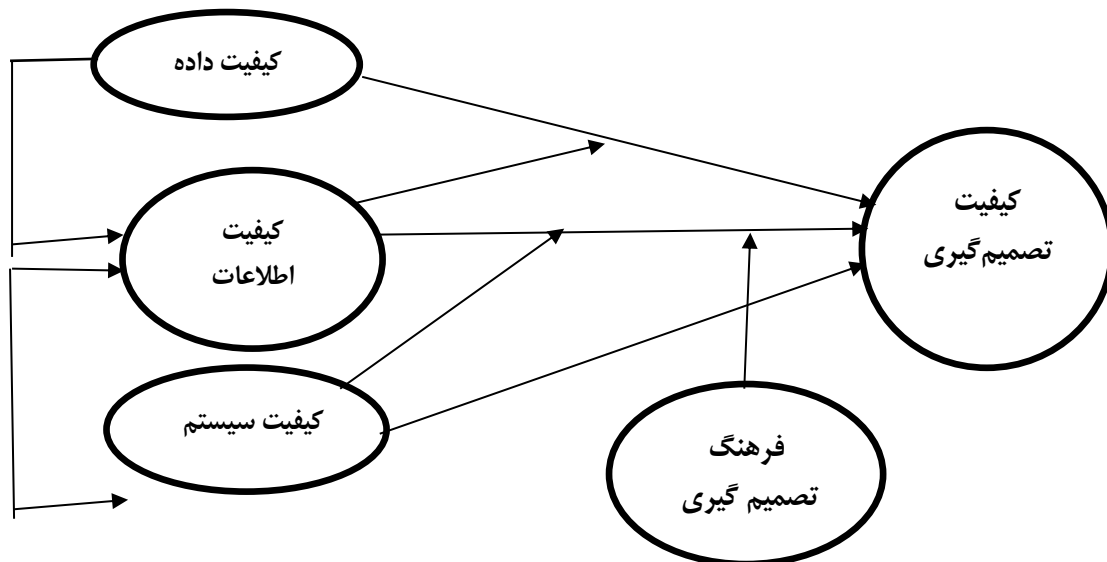 کیفیت داده
کیفیت
اطلاعات
کیفیت سیستم
کیفیت
تصمیم‌گیری
فرهنگ
تصمیم گیری